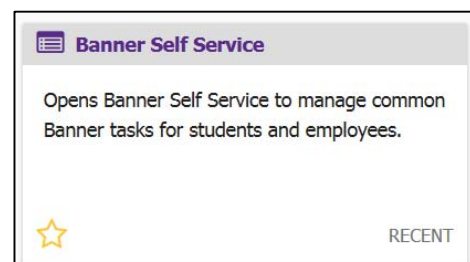 Banner Self Service
Opens Banner Self Service to manage common
Banner tasks for students and employees.
RECENT